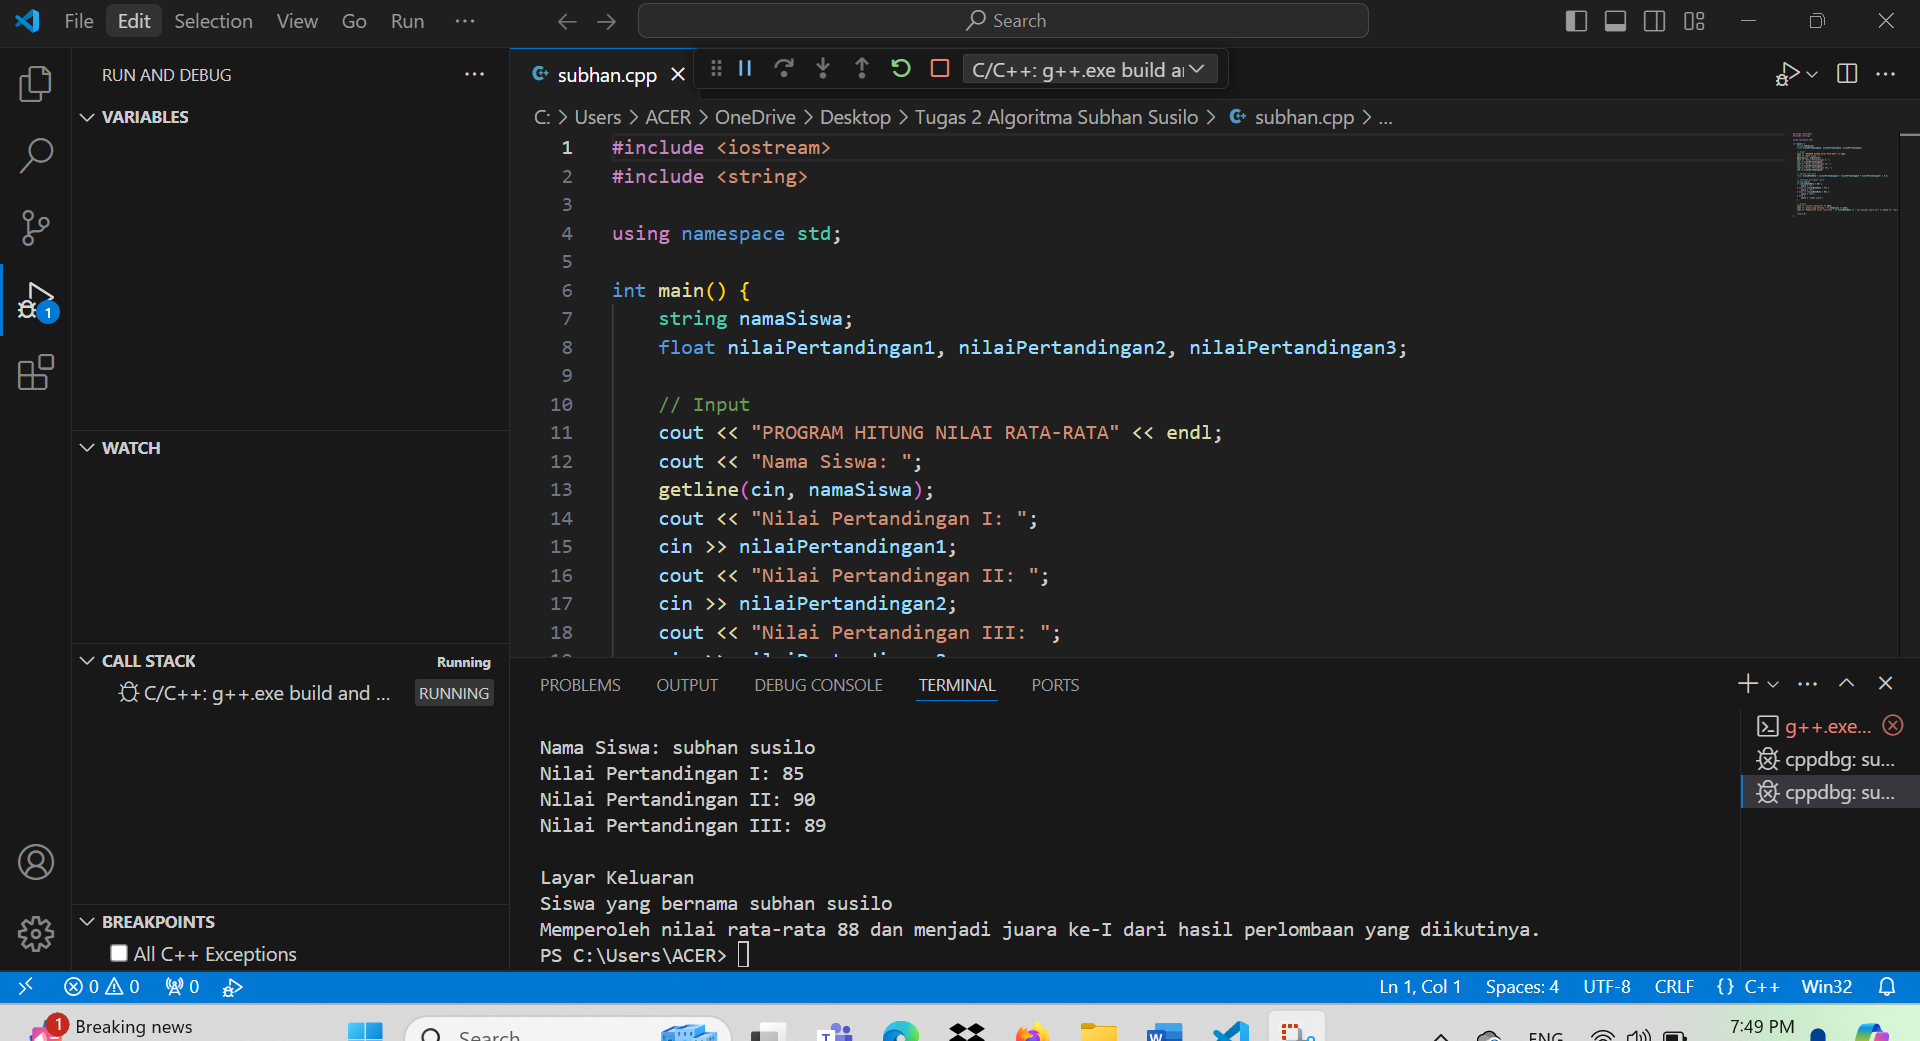 File Edit Selection View Go Run ... Search
RUN AND DEBUG ...
VARIABLES
WATCH
CALL STACK Running
C/C++: g++.exe build and ... RUNNING
BREAKPOINTS
All C++ Exceptions
1
subhan.cpp
C/C++: g++.exe build
C: > Users > ACER > OneDrive > Desktop > Tugas 2 Algoritma Subhan Susilo > subhan.cpp > ...
1 #include <iostream>
2 #include <string>
3
4 using namespace std;
5
6 int main() {
7 string namaSiswa;
8 float nilaiPertandingan1, nilaiPertandingan2, nilaiPertandingan3;
9
10 // Input
11 cout << "PROGRAM HITUNG NILAI RATA-RATA" << endl;
12 cout << "Nama Siswa: ";
13 getline(cin, namaSiswa);
14 cout << "Nilai Pertandingan I: ";
15 cin >> nilaiPertandingan1;
16 cout << "Nilai Pertandingan II: ";
17 cin >> nilaiPertandingan2;
18 cout << "Nilai Pertandingan III: ";
PROBLEMS OUTPUT DEBUG CONSOLE TERMINAL PORTS
Nama Siswa: subhan susilo
Nilai Pertandingan I: 85
Nilai Pertandingan II: 90
Nilai Pertandingan III: 89
Layar Keluaran
Siswa yang bernama subhan susilo
Memperoleh nilai rata-rata 88 dan menjadi juara ke-I dari hasil perlombaan yang diikutinya.
PS C:\Users\ACER>
g++.exe...
cppdbg: su...
cppdbg: su...
0 0 0 Ln 1, Col 1 Spaces: 4 UTF-8 CRLF {} C++ Win32
1 Breaking news Search ENG 7:49 PM